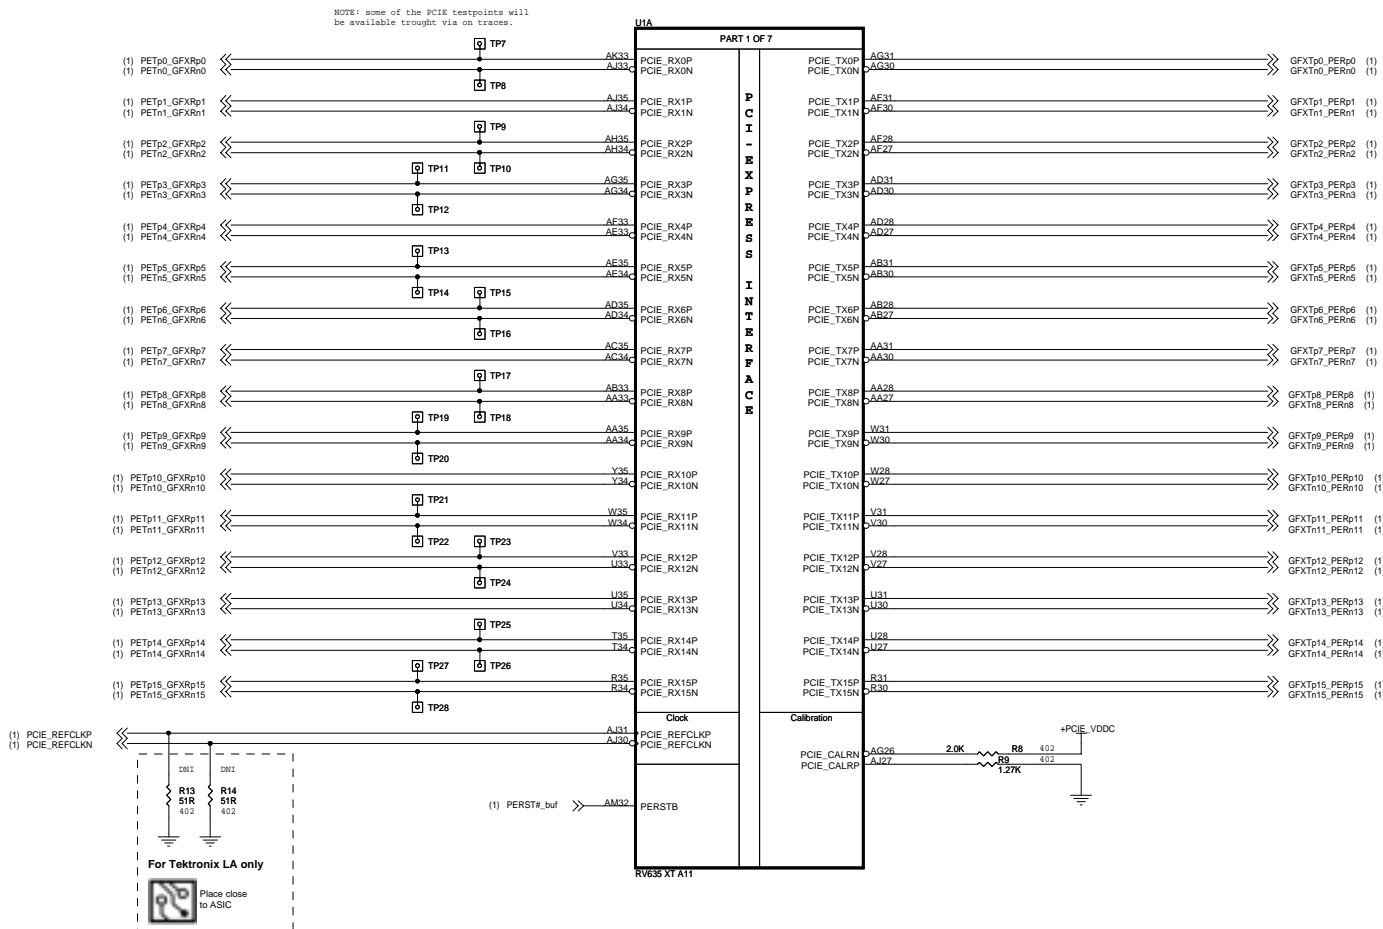 NOTE: some of the PCIE testpoints will
be available trought via on traces.
U1A
PART 1 OF 7
PCI-EXPRESS INTERFACE
(1) PETp0_GFXRp0 TP7 AK33 PCIE_RX0P PCIE_TX0P AG31 GFXTp0_PERp0 (1)
(1) PETn0_GFXRn0 TP8 AJ33 PCIE_RX0N PCIE_TX0N AG30 GFXTn0_PERn0 (1)
(1) PETp1_GFXRp1 AJ35 PCIE_RX1P PCIE_TX1P AF31 GFXTp1_PERp1 (1)
(1) PETn1_GFXRn1 AJ34 PCIE_RX1N PCIE_TX1N AF30 GFXTn1_PERn1 (1)
(1) PETp2_GFXRp2 TP9 AH35 PCIE_RX2P PCIE_TX2P AF28 GFXTp2_PERp2 (1)
(1) PETn2_GFXRn2 TP10 AH34 PCIE_RX2N PCIE_TX2N AF27 GFXTn2_PERn2 (1)
(1) PETp3_GFXRp3 TP11 AG35 PCIE_RX3P PCIE_TX3P AD31 GFXTp3_PERp3 (1)
(1) PETn3_GFXRn3 TP12 AG34 PCIE_RX3N PCIE_TX3N AD30 GFXTn3_PERn3 (1)
(1) PETp4_GFXRp4 AF33 PCIE_RX4P PCIE_TX4P AD28 GFXTp4_PERp4 (1)
(1) PETn4_GFXRn4 AE33 PCIE_RX4N PCIE_TX4N AD27 GFXTn4_PERn4 (1)
(1) PETp5_GFXRp5 TP13 AE35 PCIE_RX5P PCIE_TX5P AB31 GFXTp5_PERp5 (1)
(1) PETn5_GFXRn5 TP14 AE34 PCIE_RX5N PCIE_TX5N AB30 GFXTn5_PERn5 (1)
(1) PETp6_GFXRp6 TP15 AD35 PCIE_RX6P PCIE_TX6P AB28 GFXTp6_PERp6 (1)
(1) PETn6_GFXRn6 TP16 AD34 PCIE_RX6N PCIE_TX6N AB27 GFXTn6_PERn6 (1)
(1) PETp7_GFXRp7 AC35 PCIE_RX7P PCIE_TX7P AA31 GFXTp7_PERp7 (1)
(1) PETn7_GFXRn7 AC34 PCIE_RX7N PCIE_TX7N AA30 GFXTn7_PERn7 (1)
(1) PETp8_GFXRp8 TP17 AB33 PCIE_RX8P PCIE_TX8P AA28 GFXTp8_PERp8 (1)
(1) PETn8_GFXRn8 TP18 AA33 PCIE_RX8N PCIE_TX8N AA27 GFXTn8_PERn8 (1)
(1) PETp9_GFXRp9 TP19 AA35 PCIE_RX9P PCIE_TX9P W31 GFXTp9_PERp9 (1)
(1) PETn9_GFXRn9 TP20 AA34 PCIE_RX9N PCIE_TX9N W30 GFXTn9_PERn9 (1)
(1) PETp10_GFXRp10 Y35 PCIE_RX10P PCIE_TX10P W28 GFXTp10_PERp10 (1
(1) PETn10_GFXRn10 Y34 PCIE_RX10N PCIE_TX10N W27 GFXTn10_PERn10 (1
(1) PETp11_GFXRp11 TP21 W35 PCIE_RX11P PCIE_TX11P V31 GFXTp11_PERp11 (1
(1) PETn11_GFXRn11 TP22 W34 PCIE_RX11N PCIE_TX11N V30 GFXTn11_PERn11 (1
(1) PETp12_GFXRp12 TP23 V33 PCIE_RX12P PCIE_TX12P V28 GFXTp12_PERp12 (1
(1) PETn12_GFXRn12 TP24 U33 PCIE_RX12N PCIE_TX12N V27 GFXTn12_PERn12 (1
(1) PETp13_GFXRp13 U35 PCIE_RX13P PCIE_TX13P U31 GFXTp13_PERp13 (1
(1) PETn13_GFXRn13 U34 PCIE_RX13N PCIE_TX13N U30 GFXTn13_PERn13 (1
(1) PETp14_GFXRp14 TP25 T35 PCIE_RX14P PCIE_TX14P U28 GFXTp14_PERp14 (1
(1) PETn14_GFXRn14 TP26 T34 PCIE_RX14N PCIE_TX14N U27 GFXTn14_PERn14 (1
(1) PETp15_GFXRp15 TP27 R35 PCIE_RX15P PCIE_TX15P R31 GFXTp15_PERp15 (1
(1) PETn15_GFXRn15 TP28 R34 PCIE_RX15N PCIE_TX15N R30 GFXTn15_PERn15 (1
Clock Calibration
(1) PCIE_REFCLKP AJ31 PCIE_REFCLKP
(1) PCIE_REFCLKN AJ30 PCIE_REFCLKN
+PCIE_VDDC
PCIE_CALRN AG26 2.0K R8 402
PCIE_CALRP AJ27 R9 402
1.27K
DNI DNI
R13 R14
51R 51R
402 402
(1) PERST#_buf AM32 PERSTB
For Tektronix LA only
Place close
to ASIC
RV635 XT A11